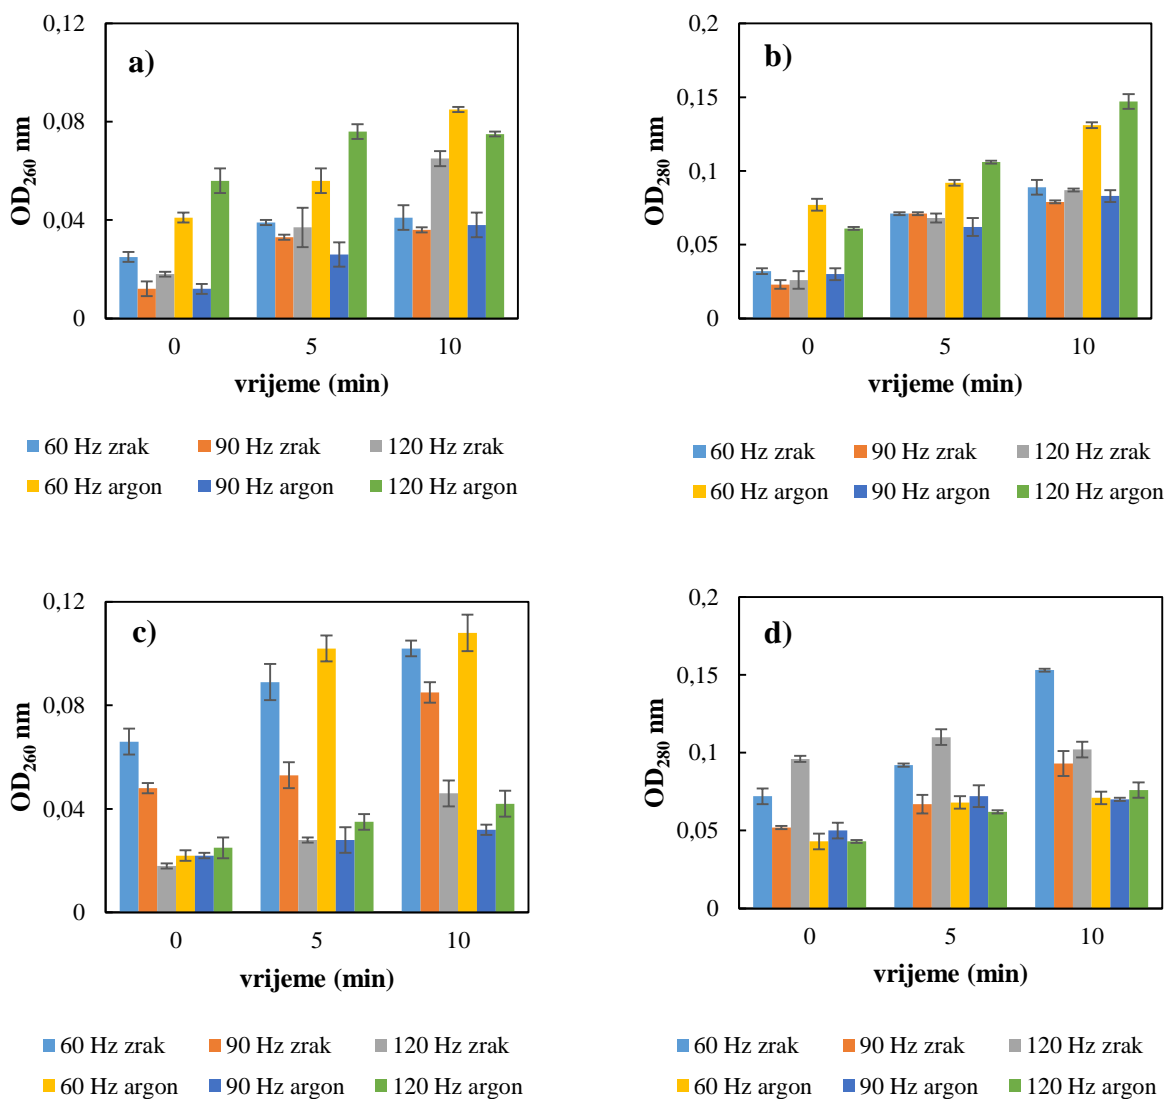 a)
0,12
0,08
0,04
0
OD260 nm
0 5 10
vrijeme (min)
60 Hz zrak 90 Hz zrak 120 Hz zrak
60 Hz argon 90 Hz argon 120 Hz argon
b)
0,2
0,15
0,1
0,05
0
OD280 nm
0 5 10
vrijeme (min)
60 Hz zrak 90 Hz zrak 120 Hz zrak
60 Hz argon 90 Hz argon 120 Hz argon
c)
0,12
0,08
0,04
0
OD260 nm
0 5 10
vrijeme (min)
60 Hz zrak 90 Hz zrak 120 Hz zrak
60 Hz argon 90 Hz argon 120 Hz argon
d)
0,2
0,15
0,1
0,05
0
OD280 nm
0 5 10
vrijeme (min)
60 Hz zrak 90 Hz zrak 120 Hz zrak
60 Hz argon 90 Hz argon 120 Hz argon